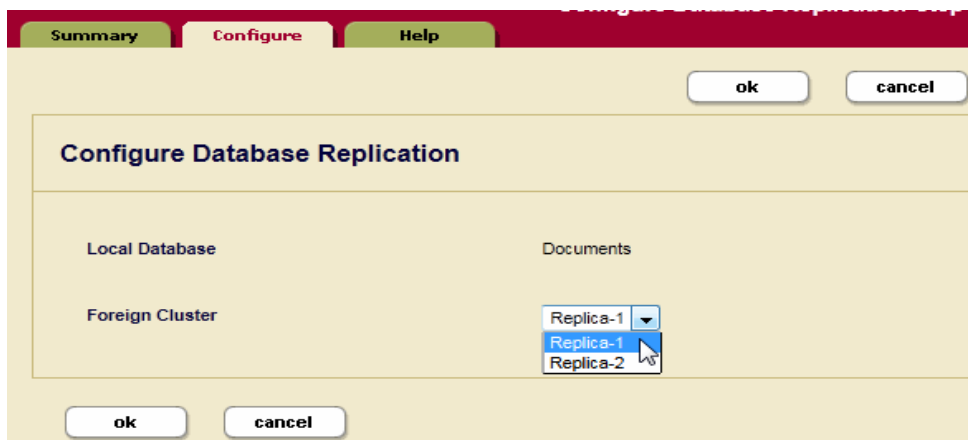 Summary Configure Help
ok cancel
Configure Database Replication
Local Database Documents
Foreign Cluster Replica-1
Replica-1
Replica-2
ok cancel